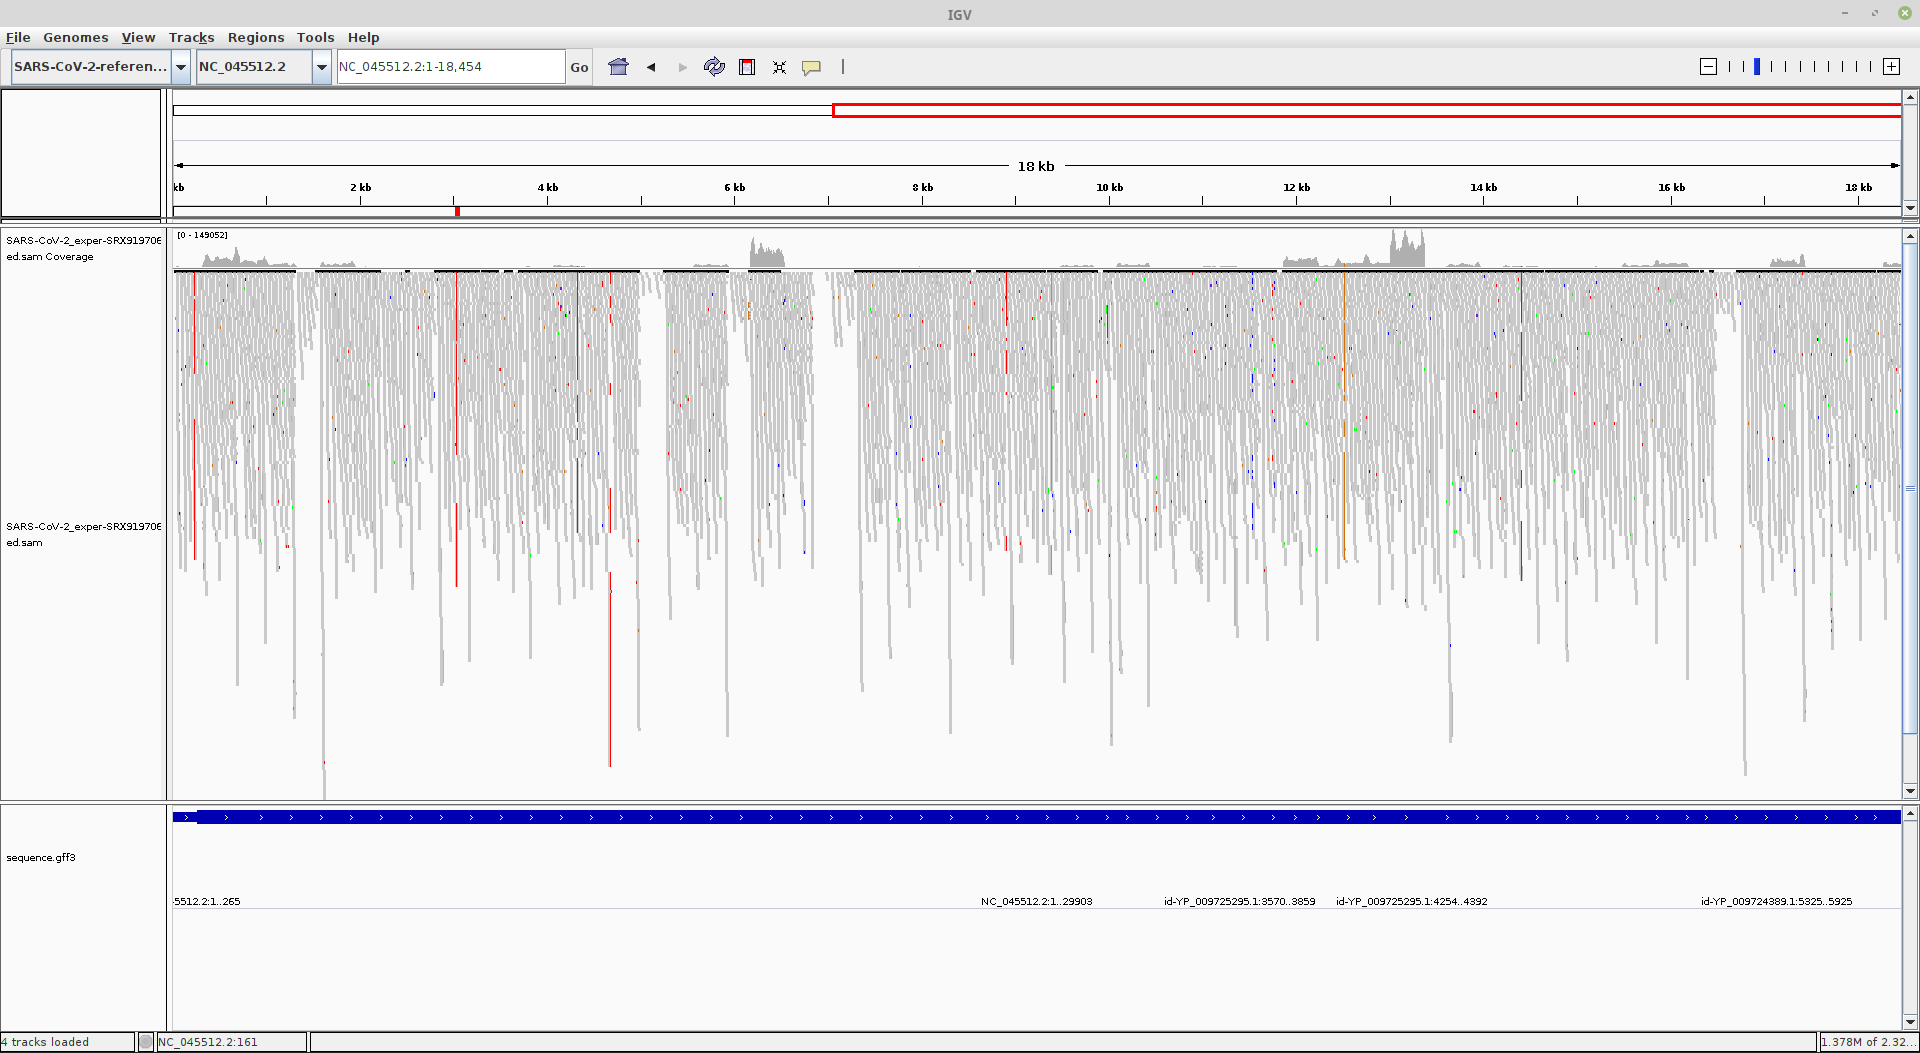 IGV
File Genomes View Tracks Regions Tools Help
SARS-CoV-2-referen... NC_045512.2 NC_045512.2:1-18,454 Go
18 kb
kb 2 kb 4 kb 6 kb 8 kb 10 kb 12 kb 14 kb 16 kb 18 kb
SARS-CoV-2_exper-SRX919706
ed.sam Coverage
[0 - 149052]
SARS-CoV-2_exper-SRX919706
ed.sam
sequence.gff3
5512.2:1..265 NC_045512.2:1..29903 id-YP_009725295.1:3570..3859 id-YP_009725295.1:4254..4392 id-YP_009724389.1:5325..5925
4 tracks loaded NC_045512.2:161 1.378M of 2.32...